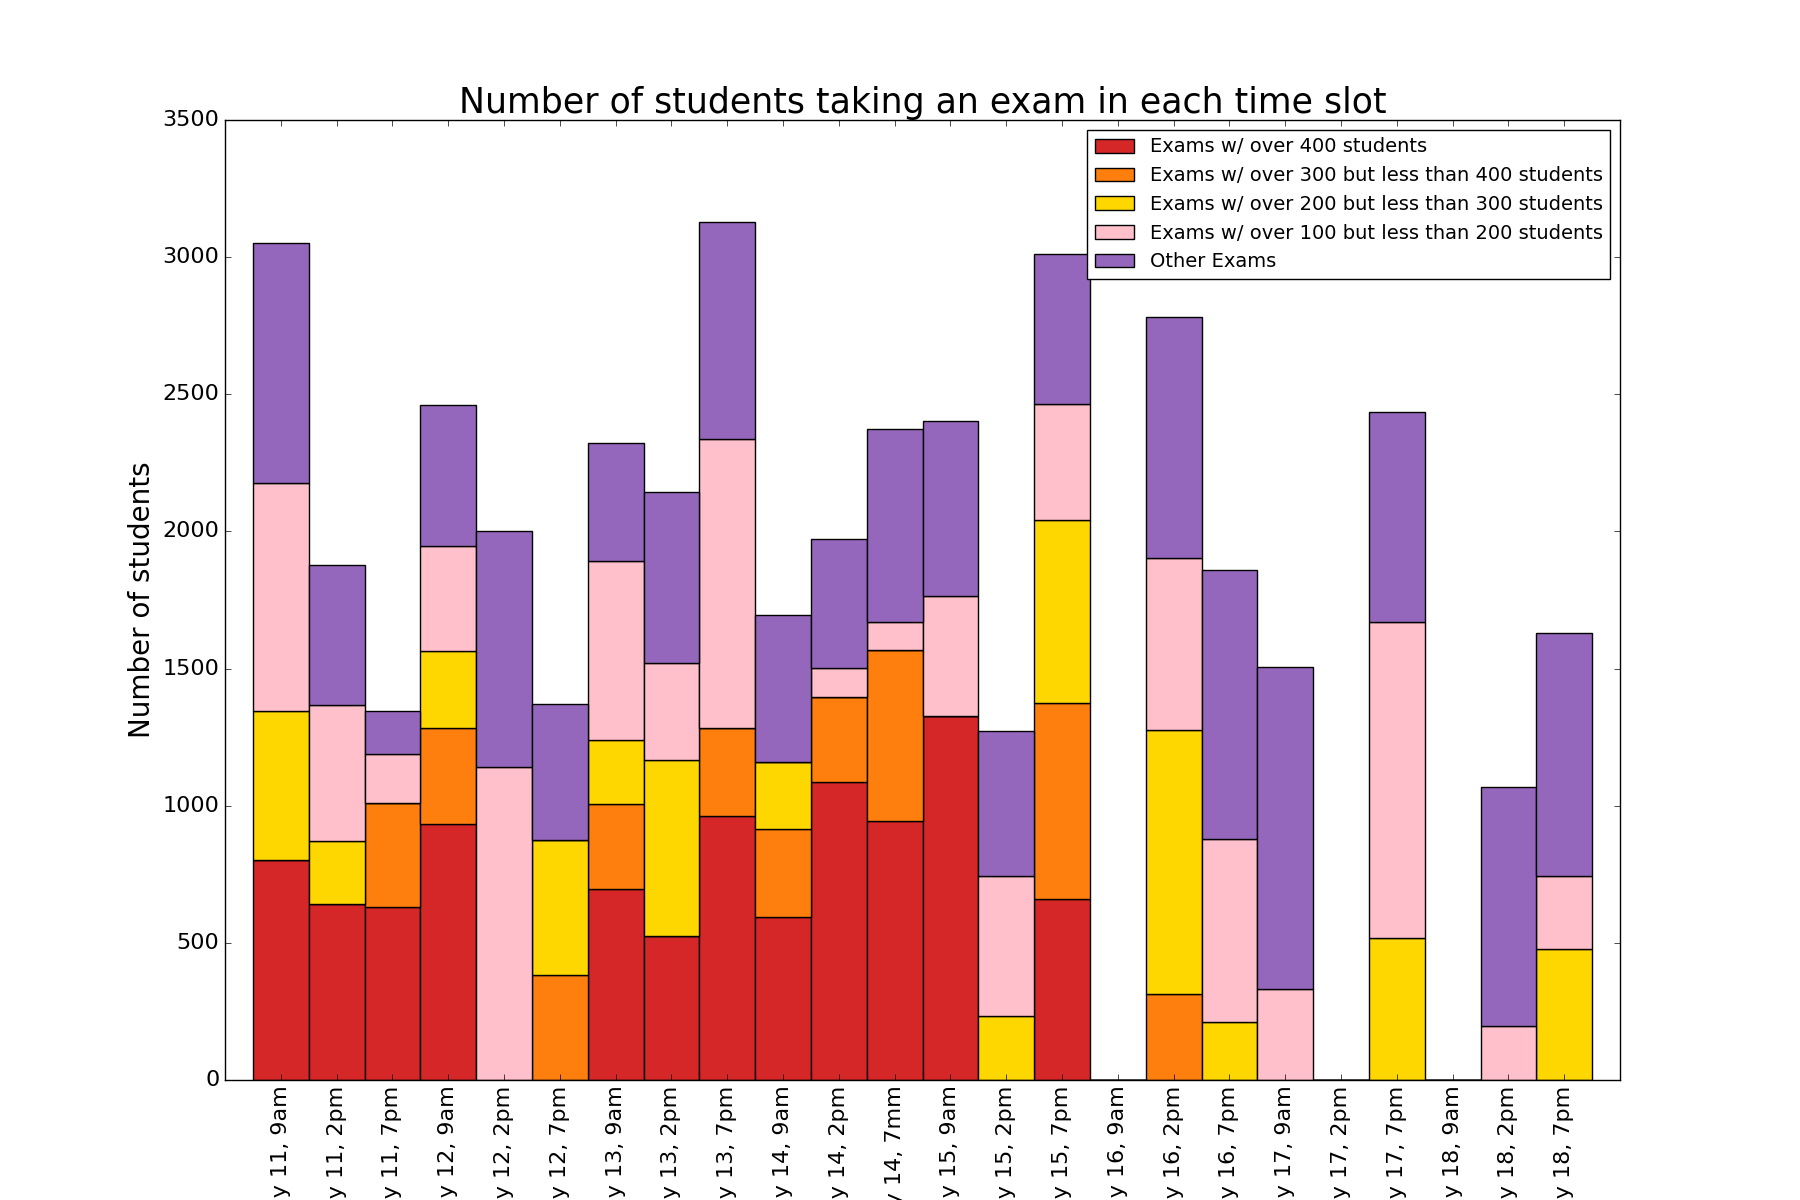 Number of students taking an exam in each time slot
Exams w/ over 400 students
Exams w/ over 300 but less than 400 students
Exams w/ over 200 but less than 300 students
Exams w/ over 100 but less than 200 students
Other Exams
Number of students
3500
3000
2500
2000
1500
1000
500
0
y 11, 9am
y 11, 2pm
y 11, 7pm
y 12, 9am
y 12, 2pm
y 12, 7pm
y 13, 9am
y 13, 2pm
y 13, 7pm
y 14, 9am
y 14, 2pm
y 14, 7mm
y 15, 9am
y 15, 2pm
y 15, 7pm
y 16, 9am
y 16, 2pm
y 16, 7pm
y 17, 9am
y 17, 2pm
y 17, 7pm
y 18, 9am
y 18, 2pm
y 18, 7pm